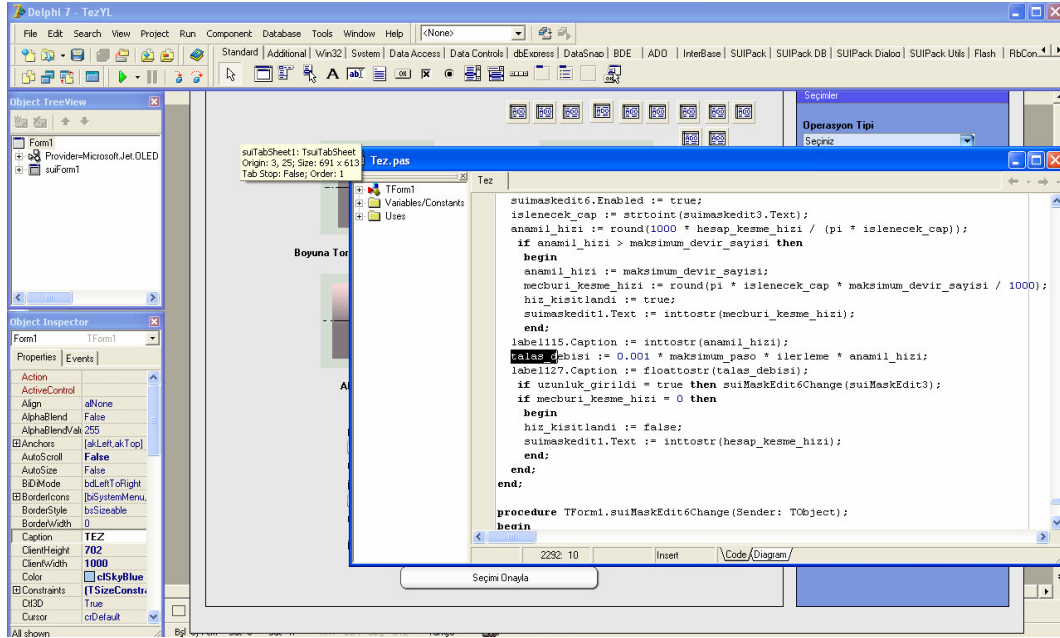 Delphi 7 - TezYL
File Edit Search View Project Run Component Database Tools Window Help <None>
Standard Additional Win32 System Data Access Data Controls dbExpress DataSnap BDE ADO InterBase SUIPack SUIPack DB SUIPack Dialog SUIPack Utils Flash RbCon
Object TreeView
Form1
Provider=Microsoft.Jet.OLED
suiForm1
Object Inspector
Form1 TForm1
Properties Events
Action
ActiveControl
Align alNone
AlphaBlend False
AlphaBlendValu 255
Anchors [akLeft,akTop]
AutoScroll False
AutoSize False
BiDiMode bdLeftToRight
BorderIcons [biSystemMenu,
BorderStyle bsSizeable
BorderWidth 0
Caption TEZ
ClientHeight 702
ClientWidth 1000
Color clSkyBlue
Constraints (TSizeConstra
Ctl3D True
Cursor crDefault
All shown
suiTabSheet1: TsuiTabSheet
Origin: 3, 25; Size: 691 x 613
Tab Stop: False; Order: 1
Boyuna Tor
Seçimler
Operasyon Tipi
Seçiniz
Tez.pas
TForm1
Variables/Constants
Uses
Tez
suimaskedit6.Enabled := true;
islenecek_cap := strtoint(suimaskedit3.Text);
anamil_hizi := round(1000 * hesap_kesme_hizi / (pi * islenecek_cap));
if anamil_hizi > maksimum_devir_sayisi then
begin
anamil_hizi := maksimum_devir_sayisi;
mecburi_kesme_hizi := round(pi * islenecek_cap * maksimum_devir_sayisi / 1000);
hiz_kisitlandi := true;
suimaskedit1.Text := inttostr(mecburi_kesme_hizi);
end;
label115.Caption := inttostr(anamil_hizi);
talas_debisi := 0.001 * maksimum_paso * ilerleme * anamil_hizi;
label127.Caption := floattostr(talas_debisi);
if uzunluk_girildi = true then suiMaskEdit6Change(suiMaskEdit3);
if mecburi_kesme_hizi = 0 then
begin
hiz_kisitlandi := false;
suimaskedit1.Text := inttostr(hesap_kesme_hizi);
end;
end;
end;
procedure TForm1.suiMaskEdit6Change(Sender: TObject);
begin
2292: 10 Insert Code Diagram
Seçimi Onayla